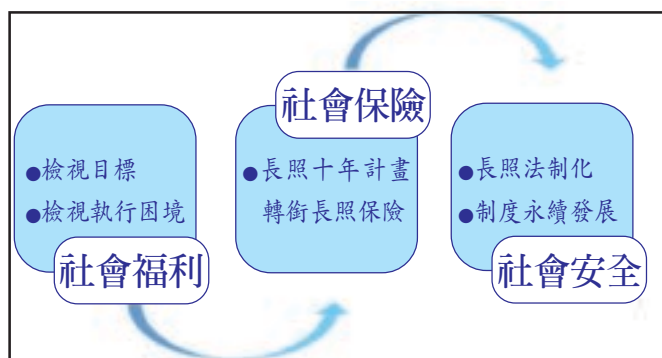 ●檢視目標
●檢視執行困境
社會福利
社會保險
●長照十年計畫
轉銜長照保險
●長照法制化
●制度永續發展
社會安全